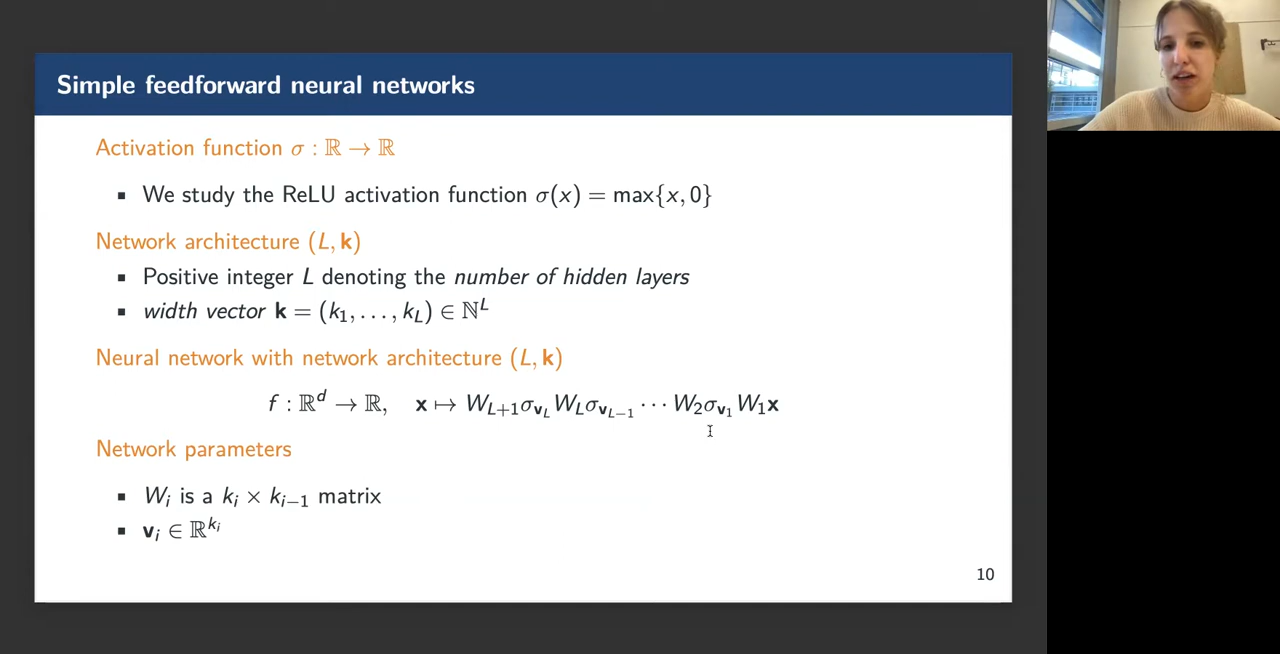 Simple feedforward neural networks
Activation function σ : ℝ → ℝ
▪ We study the ReLU activation function σ(x) = max{x, 0}
Network architecture (L, k)
▪ Positive integer L denoting the number of hidden layers
▪ width vector k = (k₁, . . . , k_L) ∈ ℕᴸ
Neural network with network architecture (L, k)
f : ℝᵈ → ℝ, x ↦ W_{L+1}σ_{v_L}W_Lσ_{v_{L−1}} · · · W₂σ_{v₁}W₁x
Network parameters
▪ W_i is a k_i × k_{i−1} matrix
▪ v_i ∈ ℝ^{k_i}
10